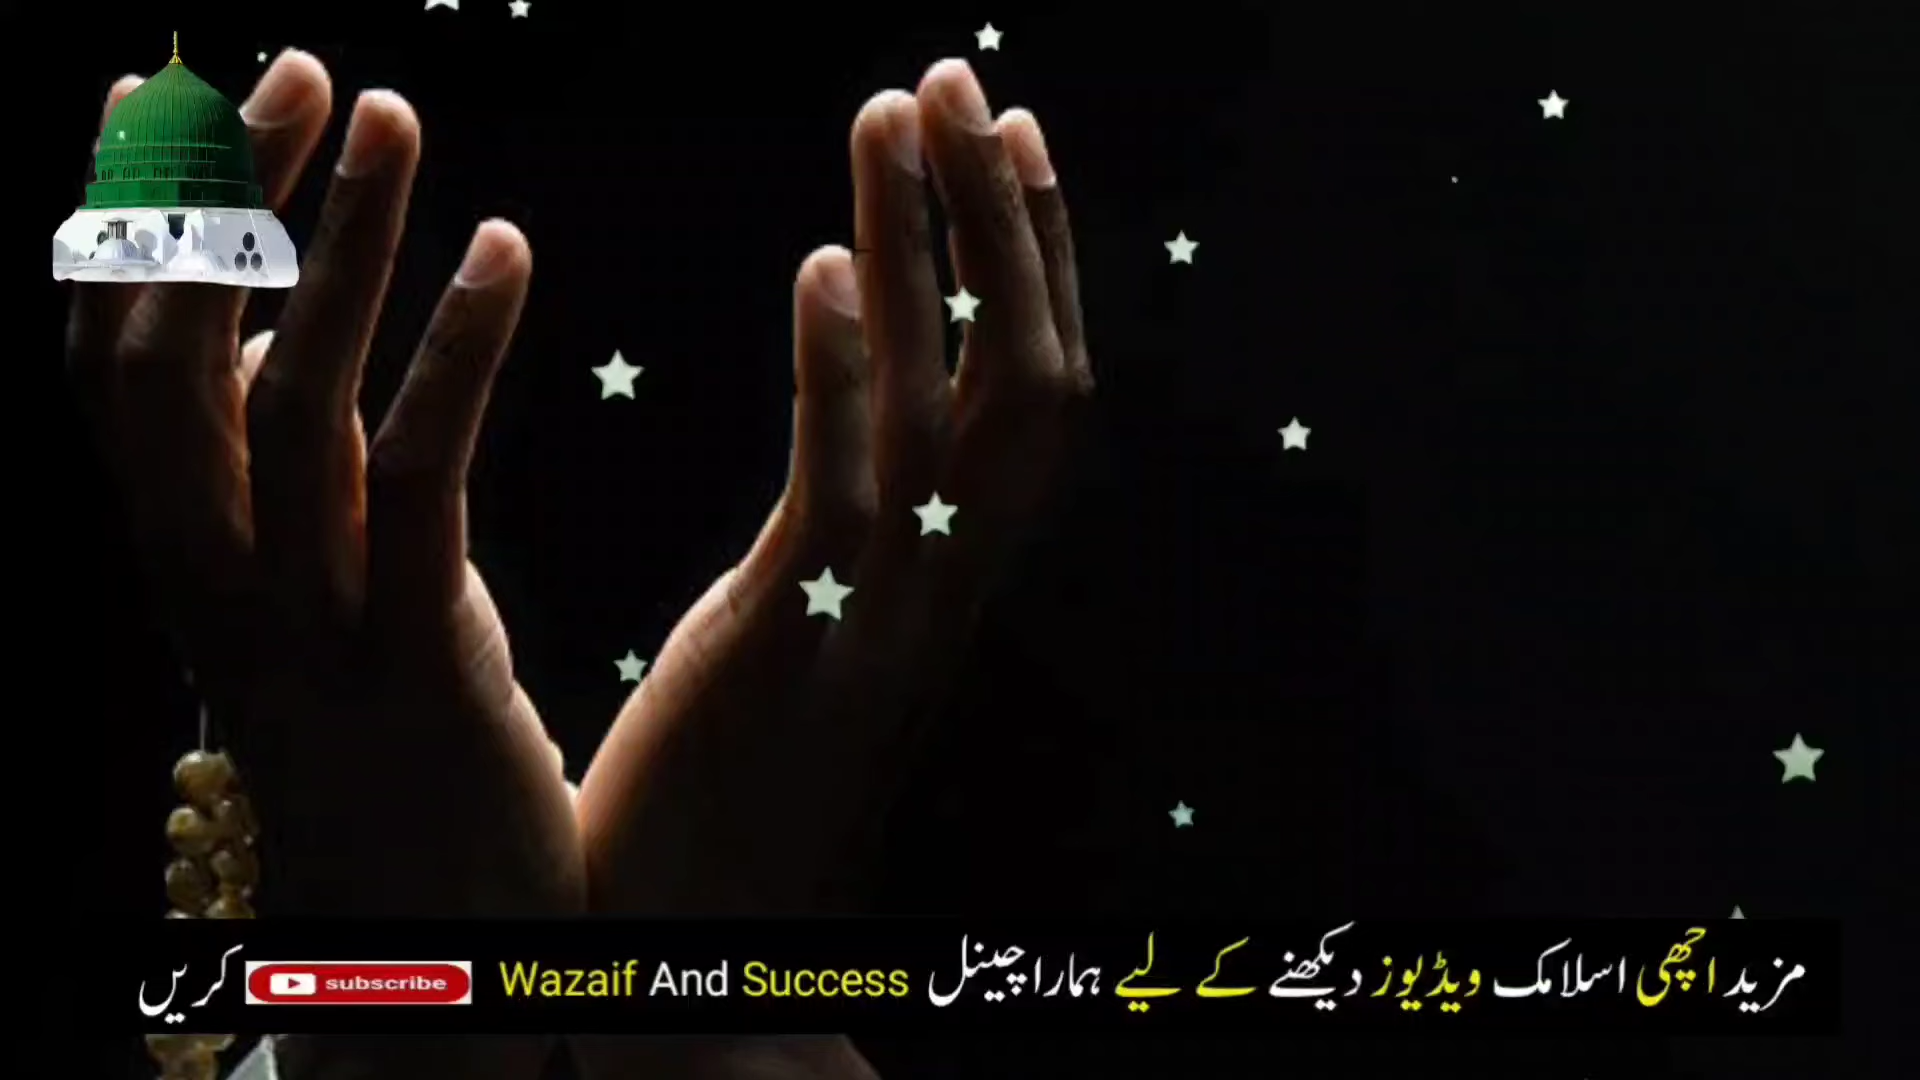 مزید اچھی اسلامک ویڈیوز دیکھنے کے لیے ہمارا چینل Wazaif And Success subscribe کریں